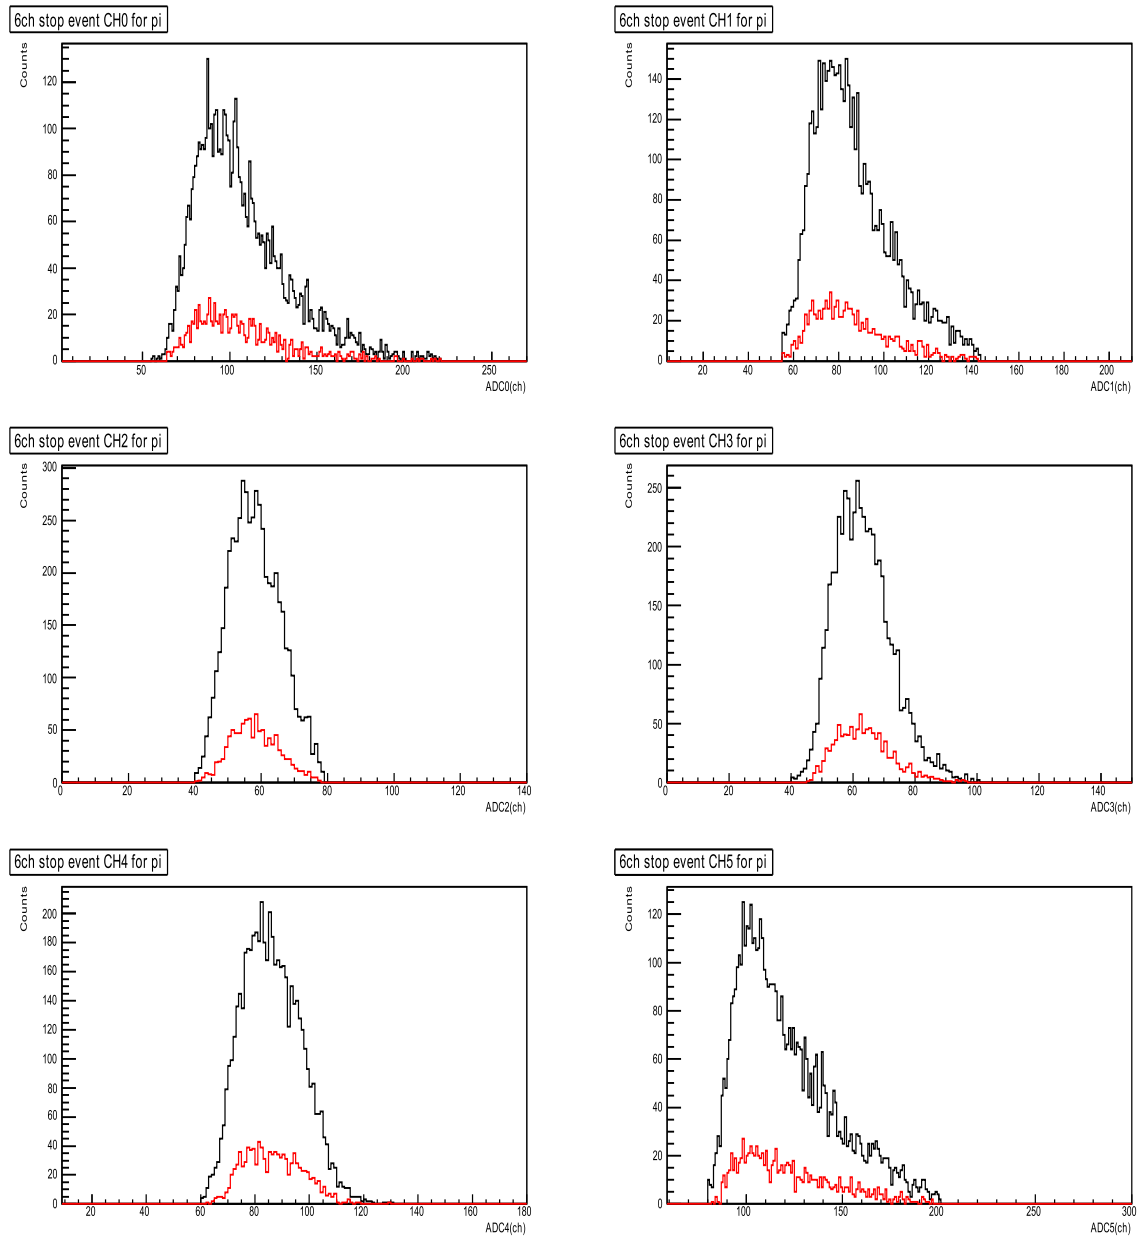 6ch stop event CH0 for pi
Counts
120
100
80
60
40
20
0
50 100 150 200 250
ADC0(ch)
6ch stop event CH1 for pi
Counts
140
120
100
80
60
40
20
0
20 40 60 80 100 120 140 160 180 200
ADC1(ch)
6ch stop event CH2 for pi
Counts
300
250
200
150
100
50
0
0 20 40 60 80 100 120 140
ADC2(ch)
6ch stop event CH3 for pi
Counts
250
200
150
100
50
0
0 20 40 60 80 100 120 140
ADC3(ch)
6ch stop event CH4 for pi
Counts
200
180
160
140
120
100
80
60
40
20
0
20 40 60 80 100 120 140 160 180
ADC4(ch)
6ch stop event CH5 for pi
Counts
120
100
80
60
40
20
0
100 150 200 250 300
ADC5(ch)